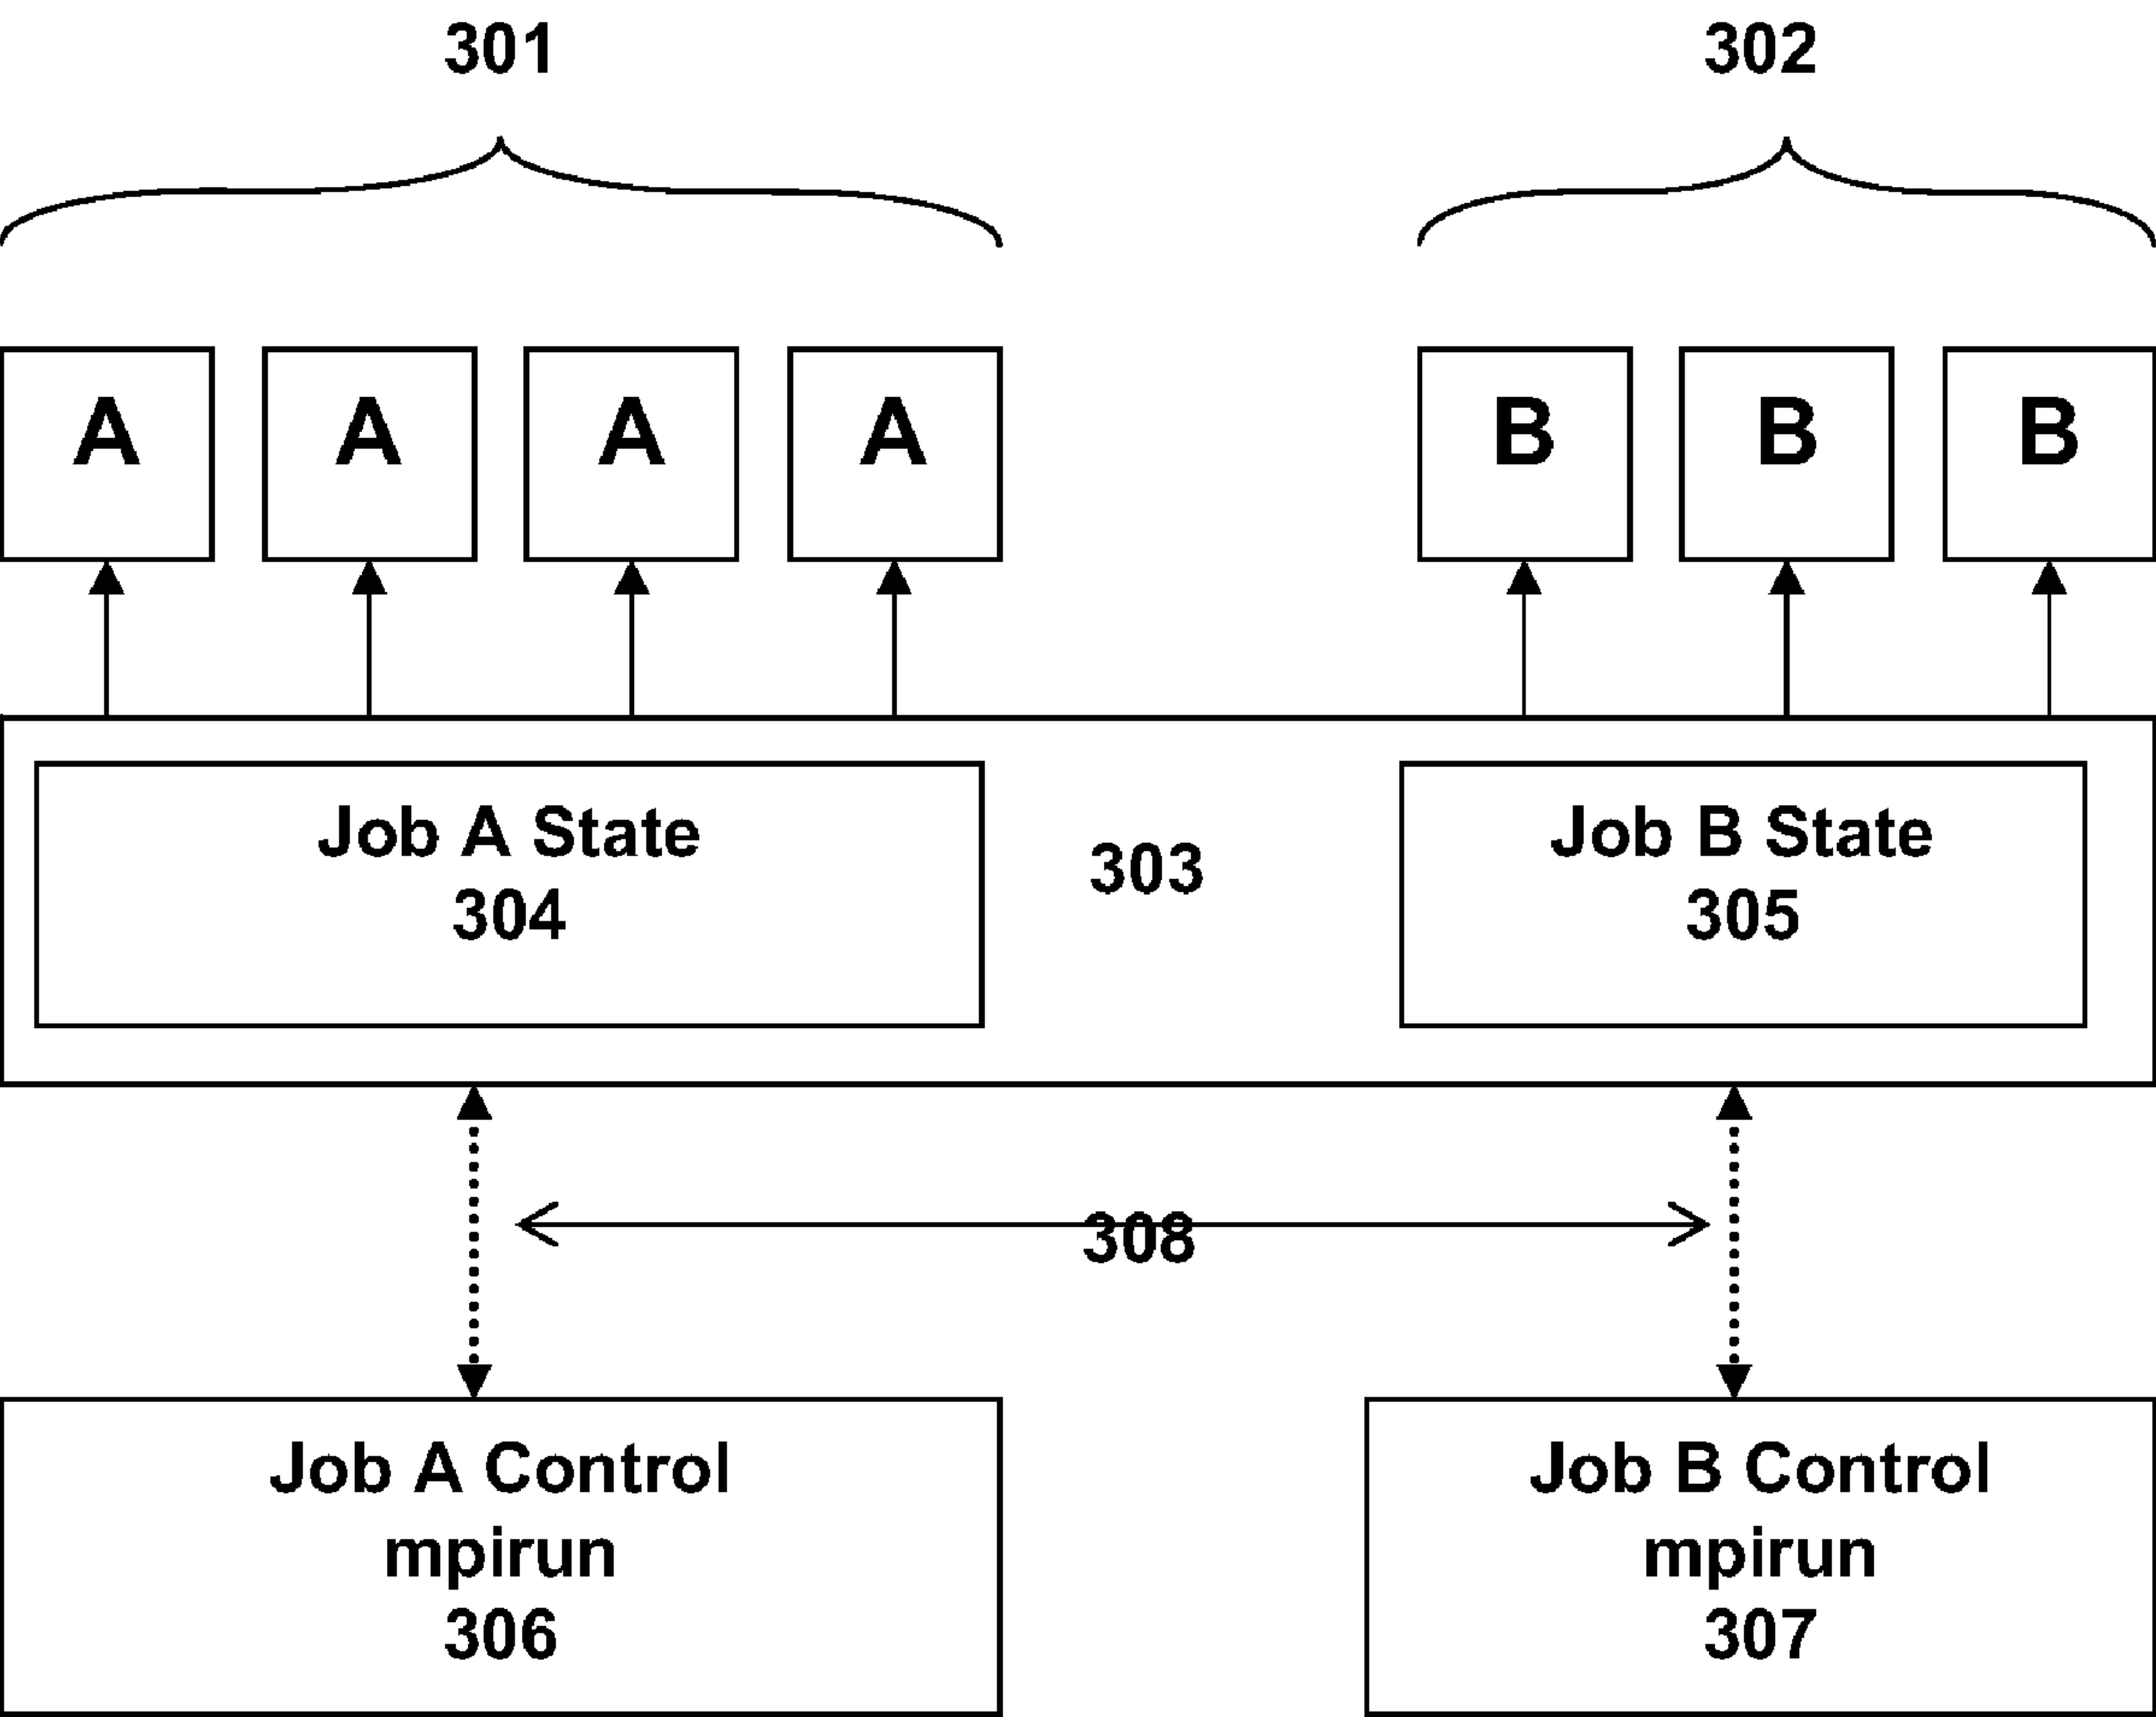 301
302
A A A A
B B B
Job A State
304
303
Job B State
305
308
Job A Control
mpirun
306
Job B Control
mpirun
307